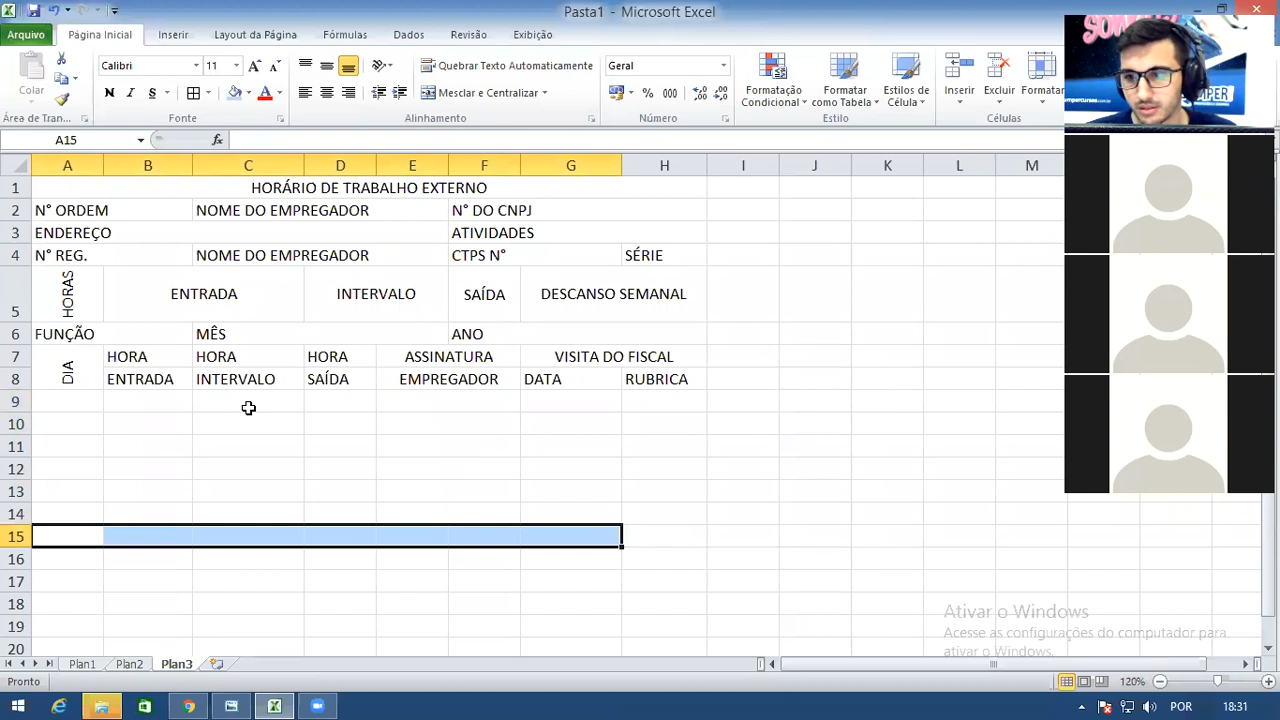 Pasta1 - Microsoft Excel
Arquivo Página Inicial Inserir Layout da Página Fórmulas Dados Revisão Exibição
Colar
Calibri 11
N I S
Quebrar Texto Automaticamente
Mesclar e Centralizar
Geral
% 000
Formatação Condicional
Formatar como Tabela
Estilos de Célula
Inserir Excluir Formatar
Área de Tran... Fonte Alinhamento Número Estilo Células
A15 fx
A B C D E F G H I J K L M
1 HORÁRIO DE TRABALHO EXTERNO
2 N° ORDEM NOME DO EMPREGADOR N° DO CNPJ
3 ENDEREÇO ATIVIDADES
4 N° REG. NOME DO EMPREGADOR CTPS N° SÉRIE
5 HORAS ENTRADA INTERVALO SAÍDA DESCANSO SEMANAL
6 FUNÇÃO MÊS ANO
7 DIA HORA HORA HORA ASSINATURA VISITA DO FISCAL
8 ENTRADA INTERVALO SAÍDA EMPREGADOR DATA RUBRICA
9
10
11
12
13
14
15
16
17
18
19
20
Ativar o Windows
Acesse as configurações do computador para
ativar o Windows.
Plan1 Plan2 Plan3
Pronto 120%
POR 18:31